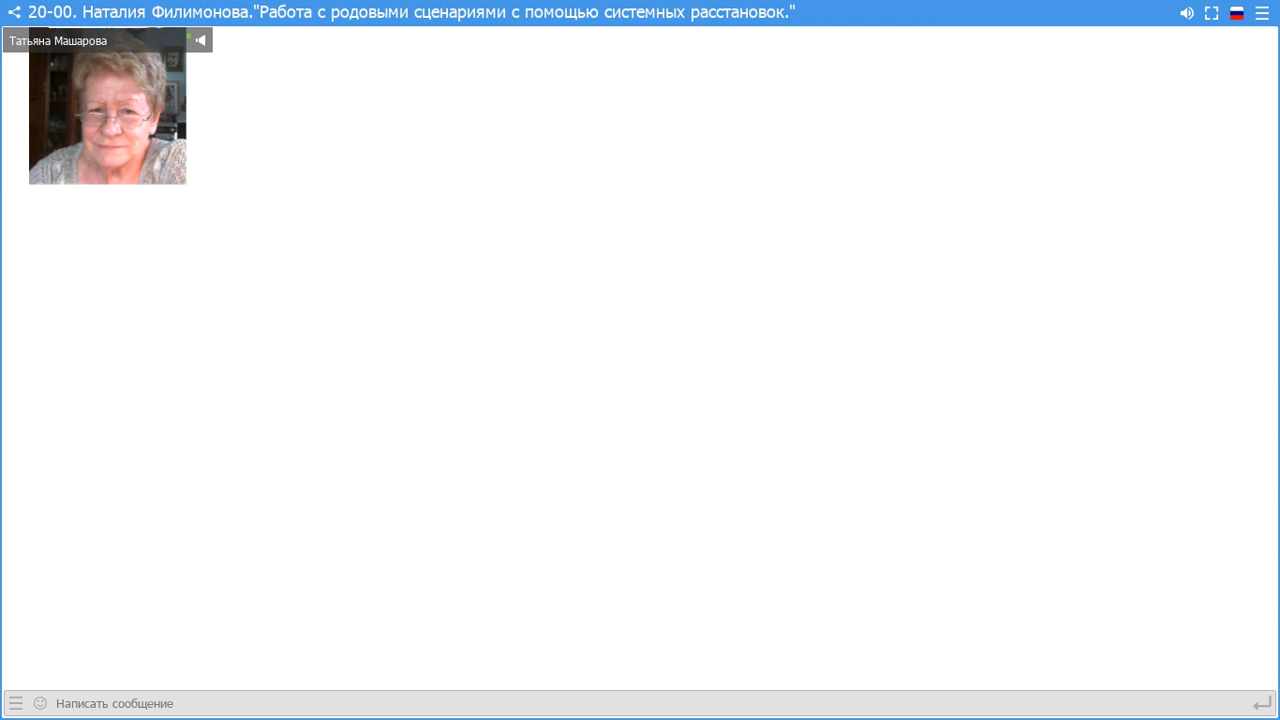 20-00. Наталия Филимонова."Работа с родовыми сценариями с помощью системных расстановок."
Татьяна Машарова
Написать сообщение